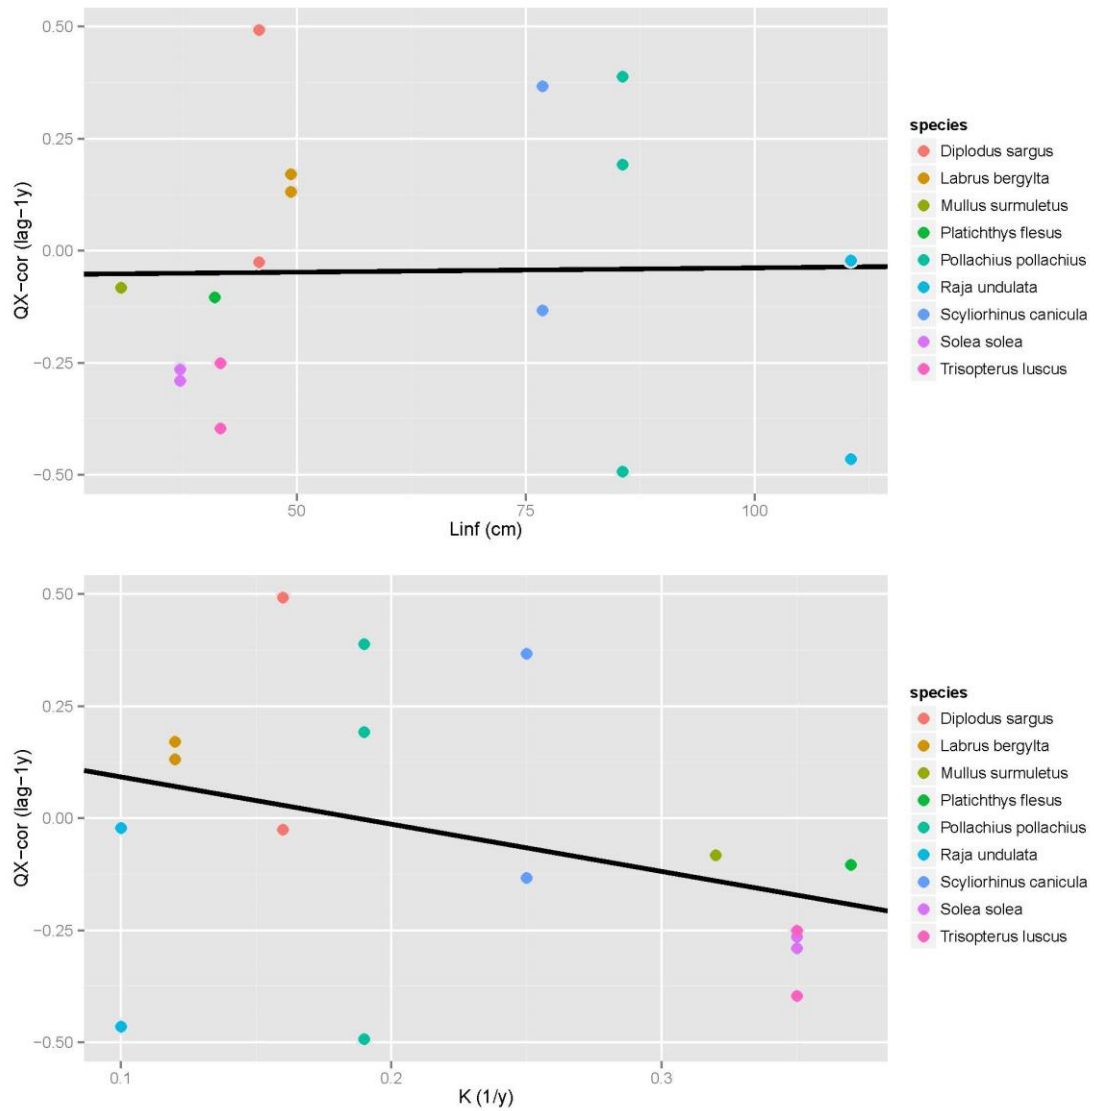 0.50
0.25
0.00
−0.25
−0.50
QX−cor (lag−1y)
50
75
100
Linf (cm)
species
Diplodus sargus
Labrus bergylta
Mullus surmuletus
Platichthys flesus
Pollachius pollachius
Raja undulata
Scyliorhinus canicula
Solea solea
Trisopterus luscus
0.50
0.25
0.00
−0.25
−0.50
QX−cor (lag−1y)
0.1
0.2
0.3
K (1/y)
species
Diplodus sargus
Labrus bergylta
Mullus surmuletus
Platichthys flesus
Pollachius pollachius
Raja undulata
Scyliorhinus canicula
Solea solea
Trisopterus luscus